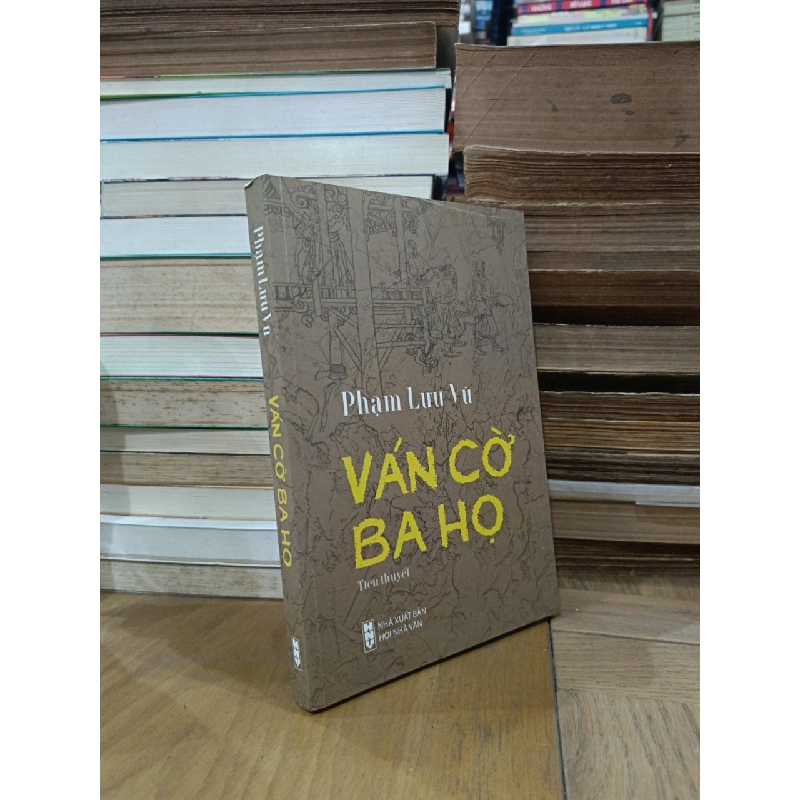 Phạm Lưu Vũ
VÁN CỜ BA HỌ
Phạm Lưu Vũ
VÁN CỜ
BA HỌ
Tiểu thuyết
HNV
NHÀ XUẤT BẢN
HỘI NHÀ VĂN